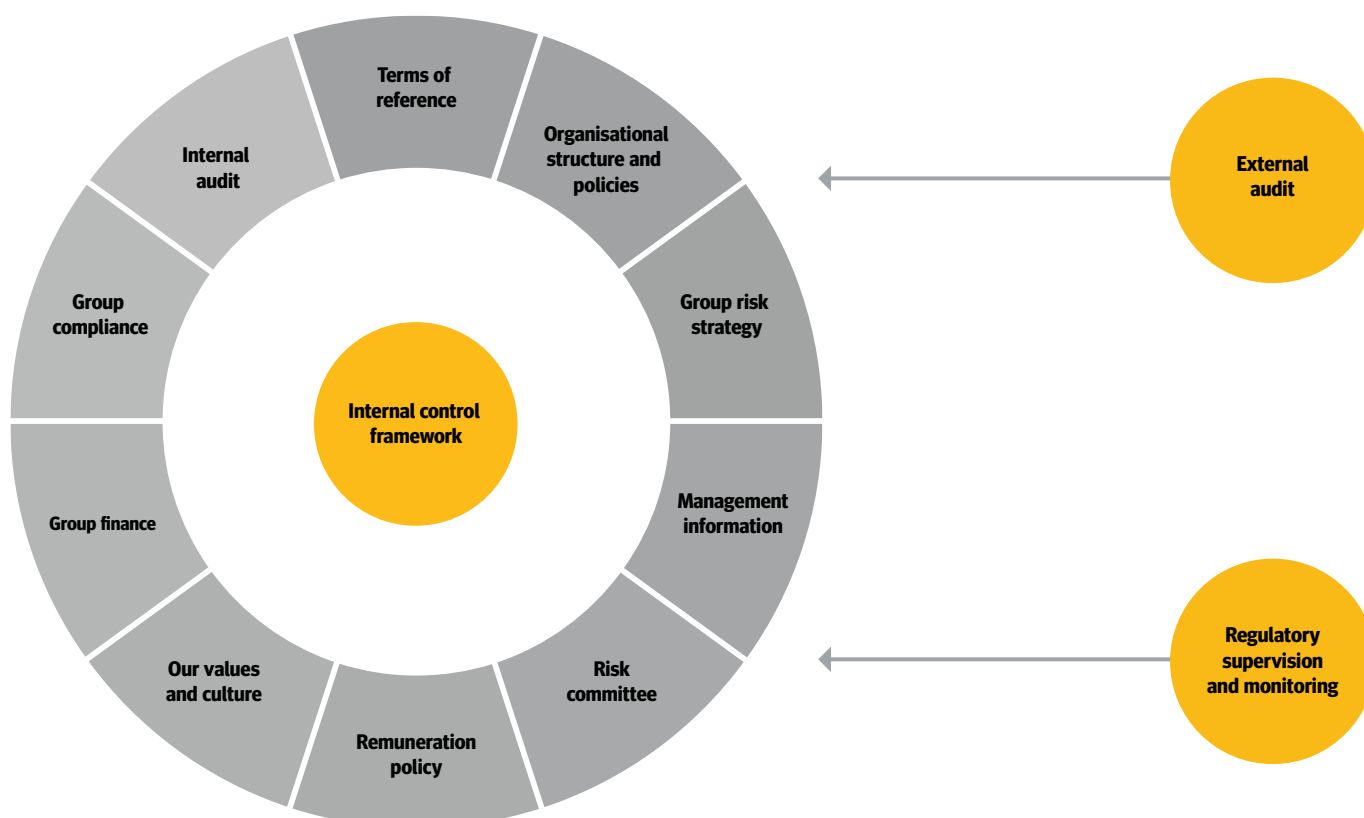 Terms of
reference
Organisational
structure and
policies
Group risk
strategy
Management
information
Risk
committee
Remuneration
policy
Our values
and culture
Group finance
Group
compliance
Internal
audit
Internal control
framework
External
audit
Regulatory
supervision
and monitoring